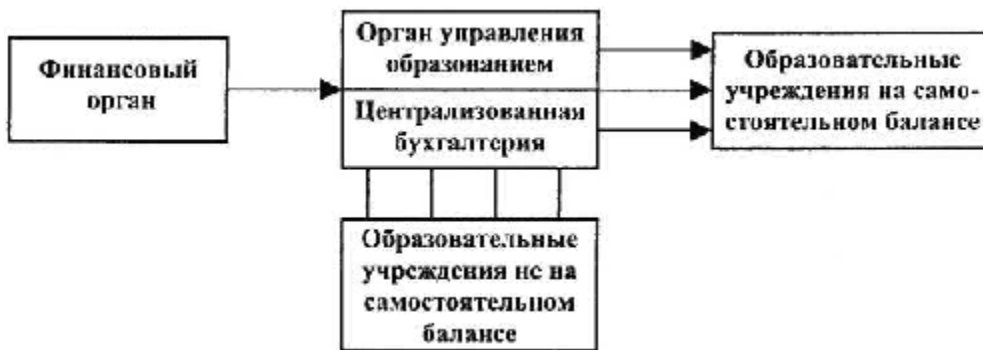 Финансовый
орган
Орган управления
образованием
Централизованная
бухгалтерия
Образовательные
учреждения на само-
стоятельном балансе
Образовательные
учреждения не на
самостоятельном
балансе